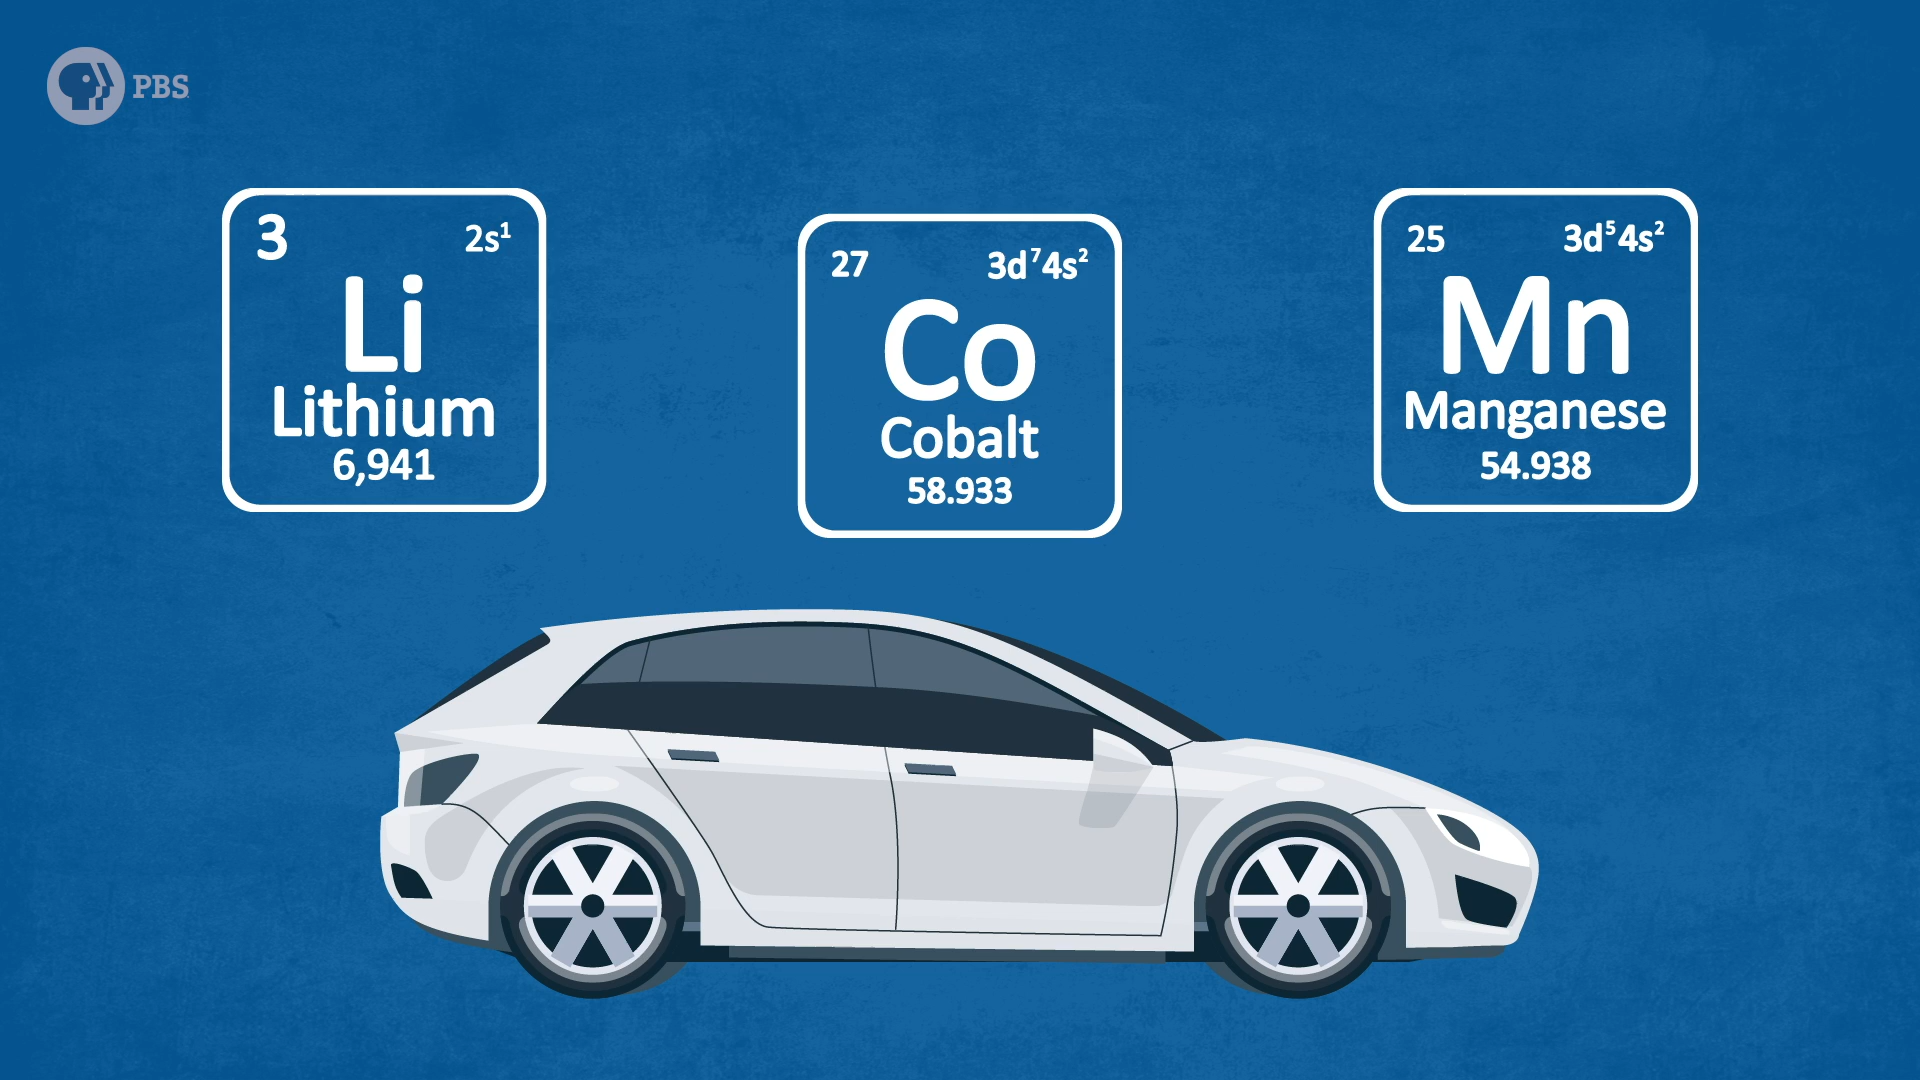 PBS
3 2s¹
Li
Lithium
6,941
27 3d⁷4s²
Co
Cobalt
58.933
25 3d⁵4s²
Mn
Manganese
54.938